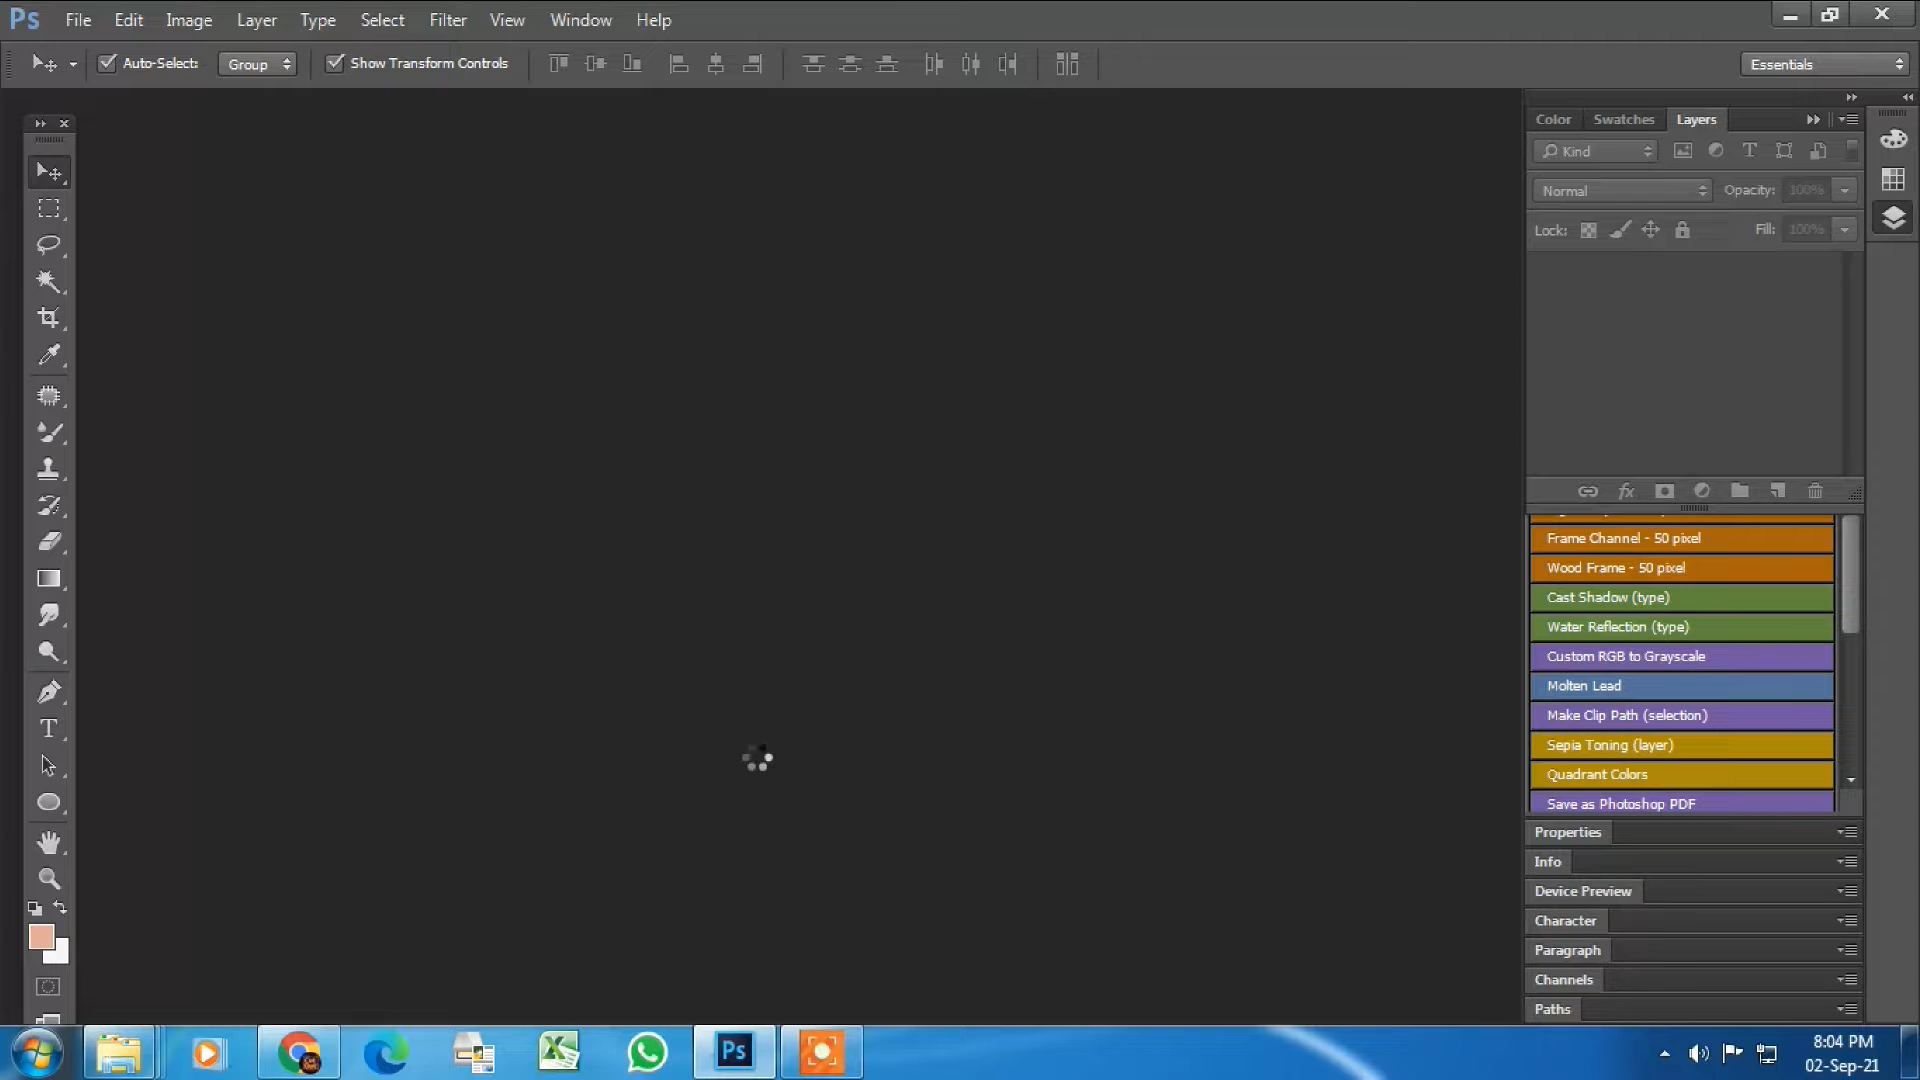 Ps File Edit Image Layer Type Select Filter View Window Help
Auto-Select: Group Show Transform Controls Essentials
Color Swatches Layers
Kind
Normal Opacity: 100%
Lock: Fill: 100%
fx
Frame Channel - 50 pixel
Wood Frame - 50 pixel
Cast Shadow (type)
Water Reflection (type)
Custom RGB to Grayscale
Molten Lead
Make Clip Path (selection)
Sepia Toning (layer)
Quadrant Colors
Save as Photoshop PDF
Properties
Info
Device Preview
Character
Paragraph
Channels
Paths
Ps
8:04 PM
02-Sep-21